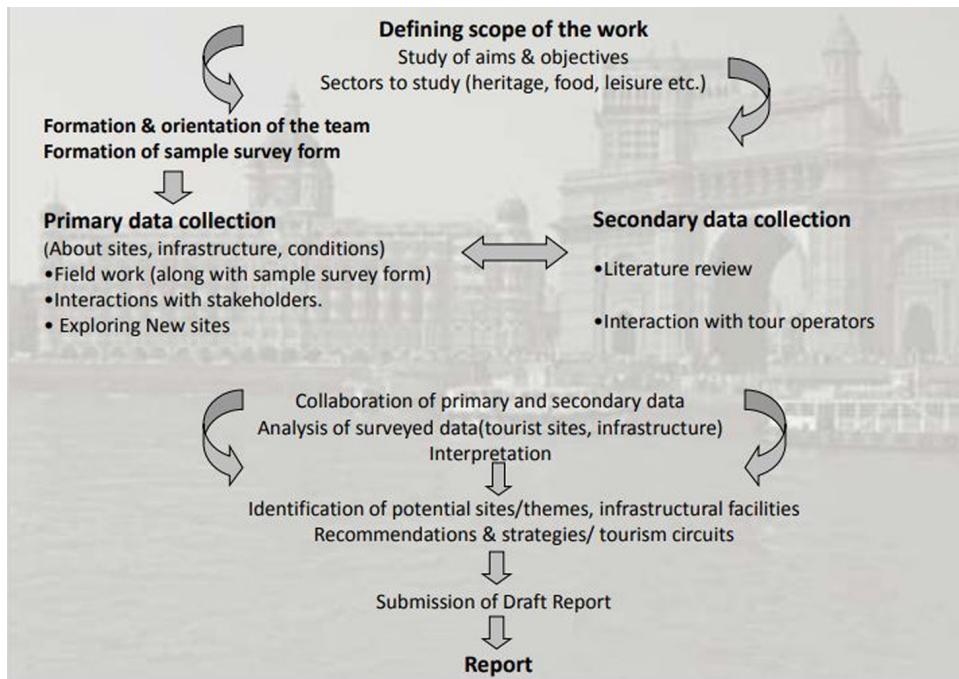 Defining scope of the work
Study of aims & objectives
Sectors to study (heritage, food, leisure etc.)
Formation & orientation of the team
Formation of sample survey form
Primary data collection
(About sites, infrastructure, conditions)
•Field work (along with sample survey form)
•Interactions with stakeholders.
• Exploring New sites
Secondary data collection
•Literature review
•Interaction with tour operators
Collaboration of primary and secondary data
Analysis of surveyed data(tourist sites, infrastructure)
Interpretation
Identification of potential sites/themes, infrastructural facilities
Recommendations & strategies/ tourism circuits
Submission of Draft Report
Report